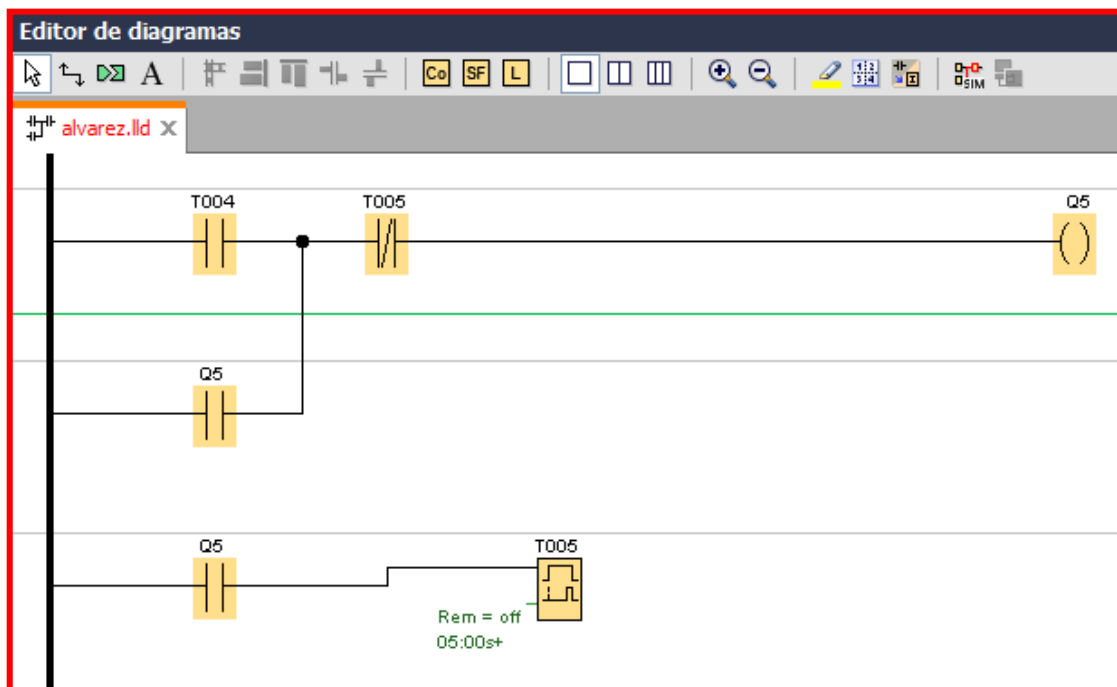 Editor de diagramas
A Co SF L SIM
alvarez.lld
T004 T005 Q5
Q5
Q5 T005
Rem = off
05:00s+